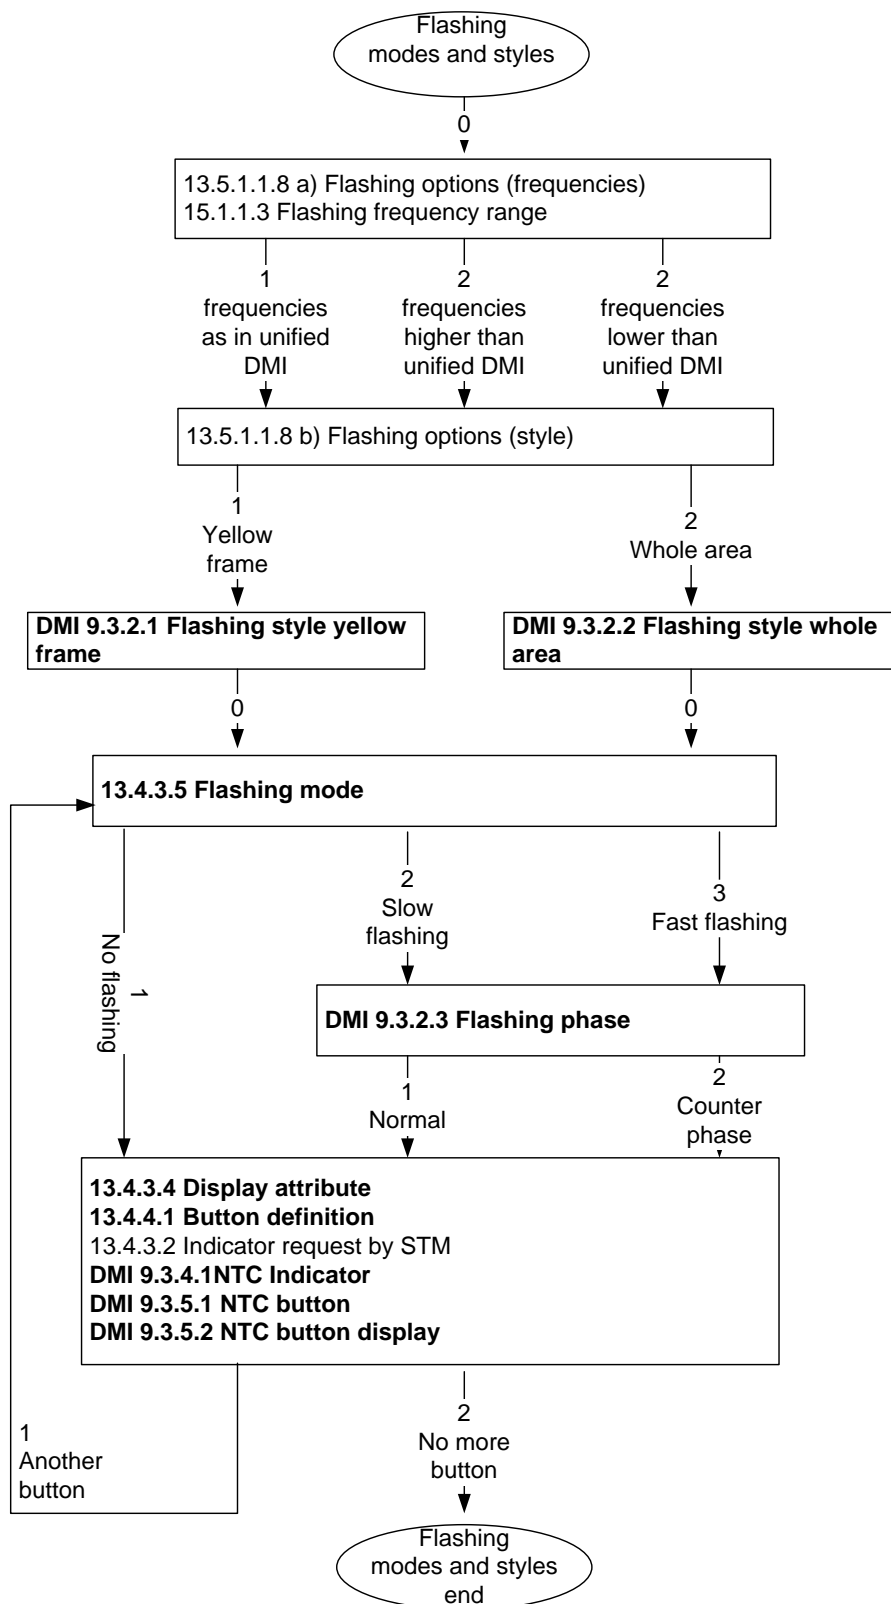 Flashing
modes and styles
0
13.5.1.1.8 a) Flashing options (frequencies)
15.1.1.3 Flashing frequency range
1
frequencies
as in unified
DMI
2
frequencies
higher than
unified DMI
2
frequencies
lower than
unified DMI
13.5.1.1.8 b) Flashing options (style)
1
Yellow
frame
2
Whole area
DMI 9.3.2.1 Flashing style yellow
frame
DMI 9.3.2.2 Flashing style whole
area
0
0
13.4.3.5 Flashing mode
1
No flashing
2
Slow
flashing
3
Fast flashing
DMI 9.3.2.3 Flashing phase
1
Normal
2
Counter
phase
13.4.3.4 Display attribute
13.4.4.1 Button definition
13.4.3.2 Indicator request by STM
DMI 9.3.4.1NTC Indicator
DMI 9.3.5.1 NTC button
DMI 9.3.5.2 NTC button display
1
Another
button
2
No more
button
Flashing
modes and styles
end